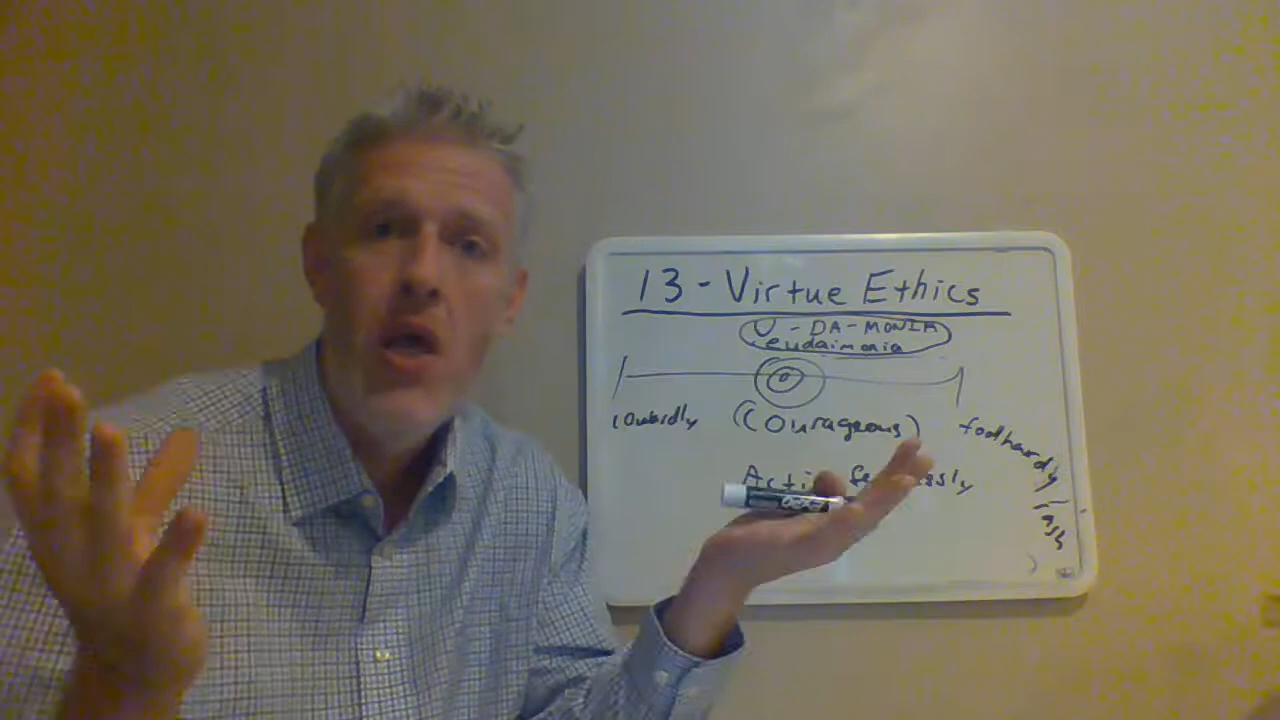 13 - Virtue Ethics
U - DA - MONIA
eudaimonia
cowardly (Courageous) foolhardy / rash